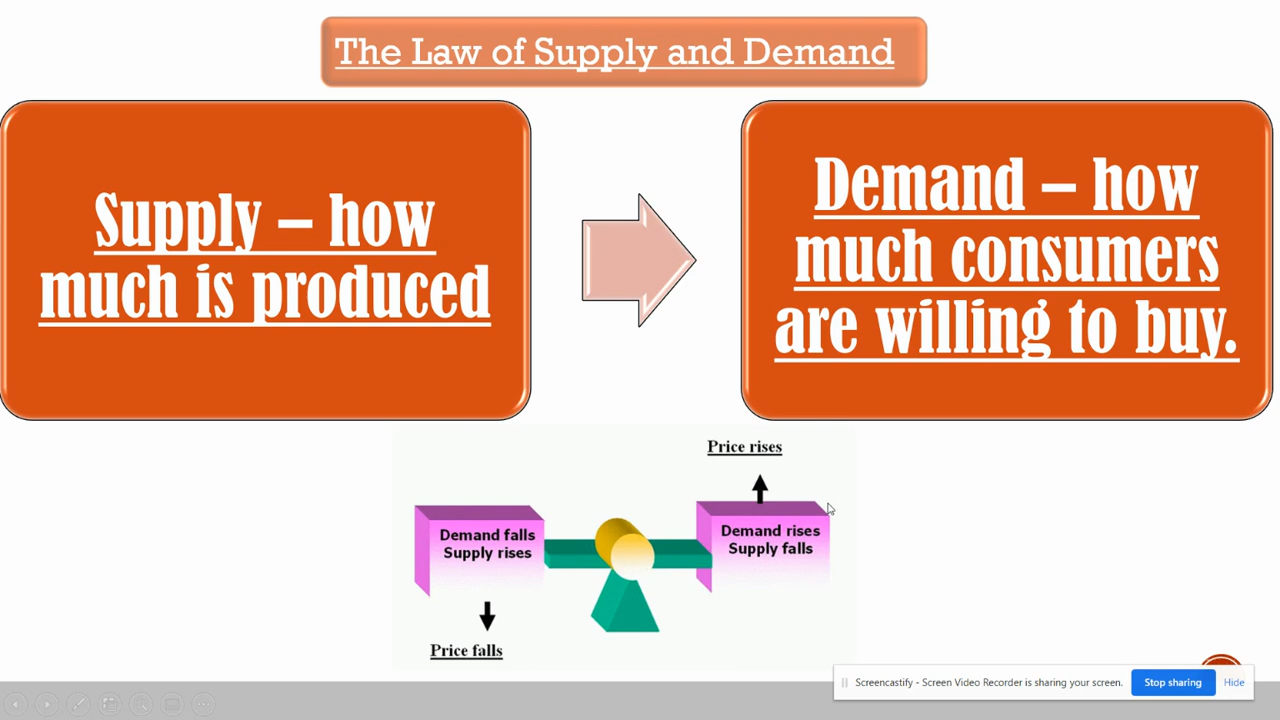 The Law of Supply and Demand
Supply – how
much is produced
Demand – how
much consumers
are willing to buy.
Price rises
Demand falls
Supply rises
Demand rises
Supply falls
Price falls
Screencastify - Screen Video Recorder is sharing your screen.
Stop sharing
Hide